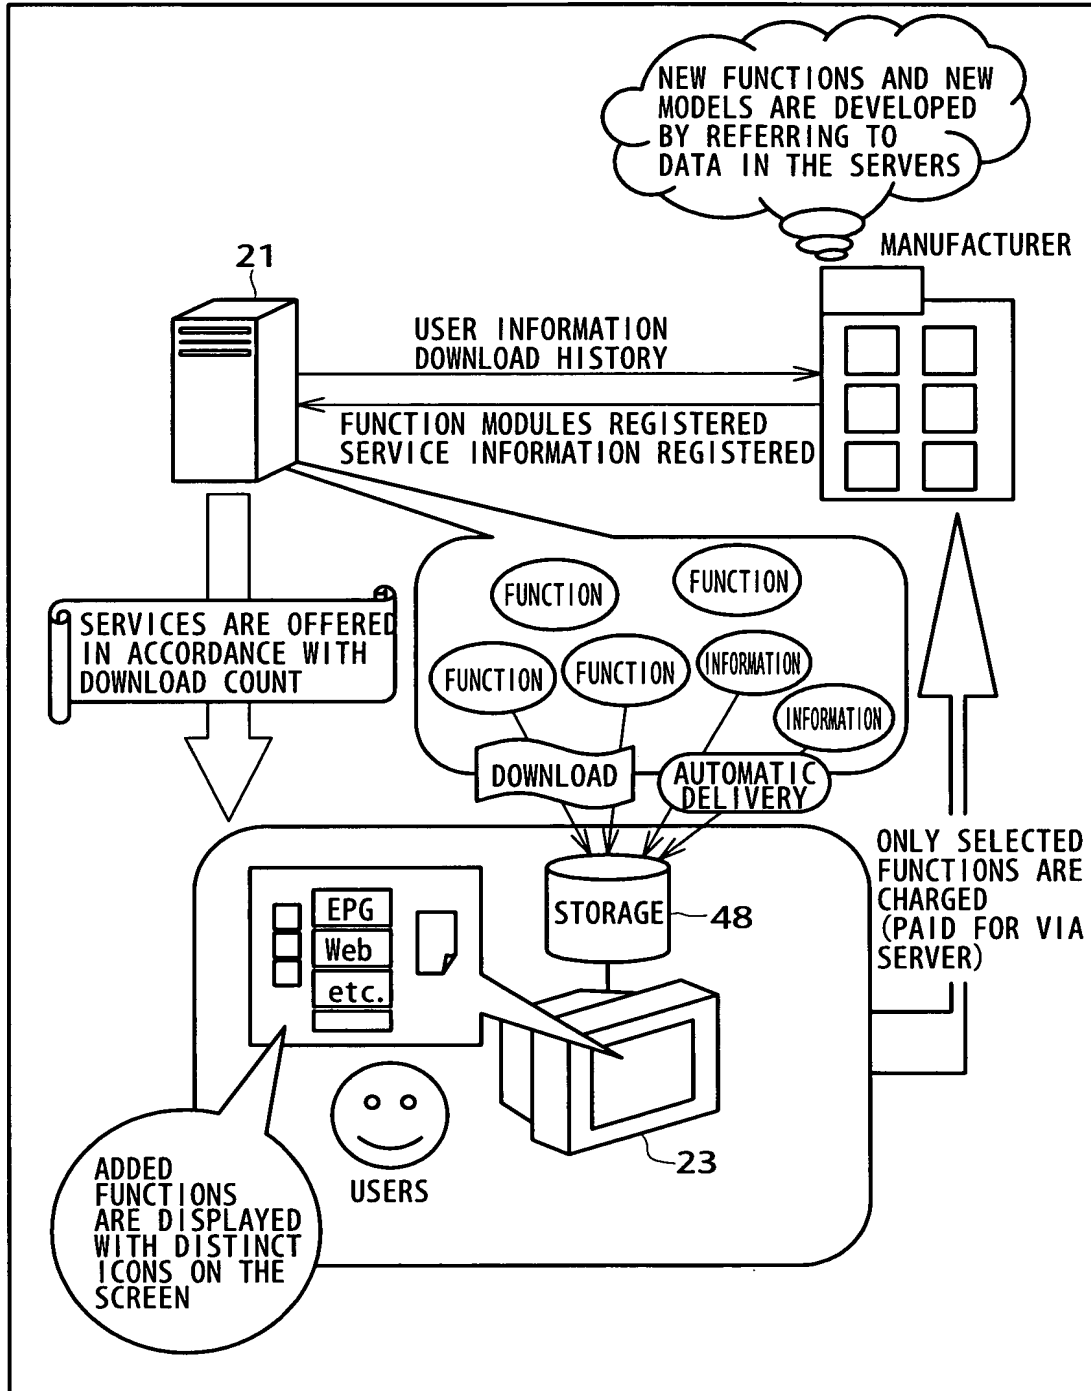 NEW FUNCTIONS AND NEW
MODELS ARE DEVELOPED
BY REFERRING TO
DATA IN THE SERVERS
MANUFACTURER
21
USER INFORMATION
DOWNLOAD HISTORY
FUNCTION MODULES REGISTERED
SERVICE INFORMATION REGISTERED
SERVICES ARE OFFERED
IN ACCORDANCE WITH
DOWNLOAD COUNT
FUNCTION
FUNCTION
FUNCTION
FUNCTION
INFORMATION
INFORMATION
DOWNLOAD
AUTOMATIC
DELIVERY
ONLY SELECTED
FUNCTIONS ARE
CHARGED
(PAID FOR VIA
SERVER)
STORAGE
48
EPG
Web
etc.
23
USERS
ADDED
FUNCTIONS
ARE DISPLAYED
WITH DISTINCT
ICONS ON THE
SCREEN